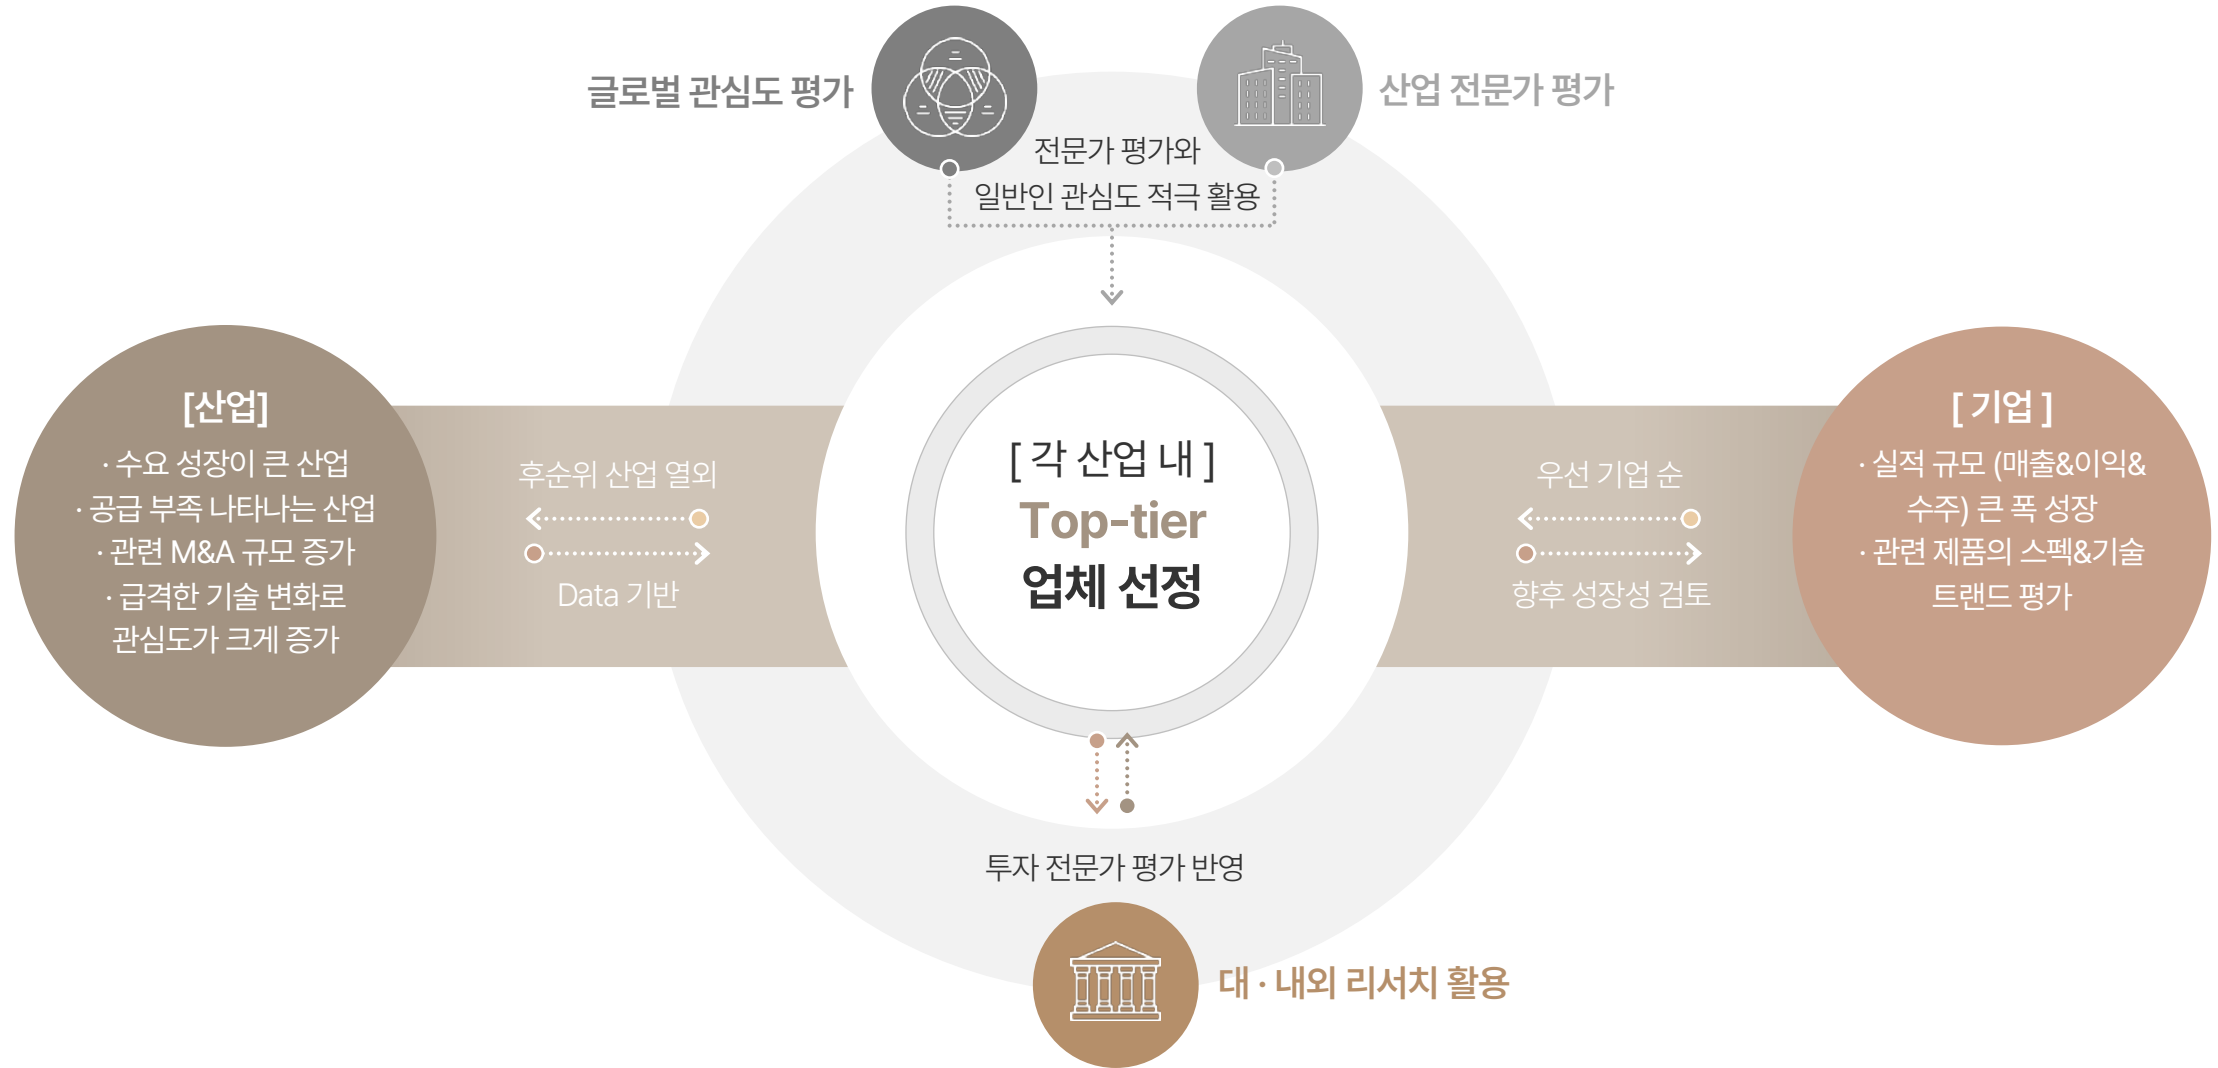 글로벌 관심도 평가
산업 전문가 평가
전문가 평가와
일반인 관심도 적극 활용
[산업]
· 수요 성장이 큰 산업
· 공급 부족 나타나는 산업
· 관련 M&A 규모 증가
· 급격한 기술 변화로
관심도가 크게 증가
후순위 산업 열외
Data 기반
[ 각 산업 내 ]
Top-tier
업체 선정
우선 기업 순
향후 성장성 검토
[ 기업 ]
· 실적 규모 (매출&이익&
수주) 큰 폭 성장
· 관련 제품의 스펙&기술
트랜드 평가
투자 전문가 평가 반영
대 · 내외 리서치 활용